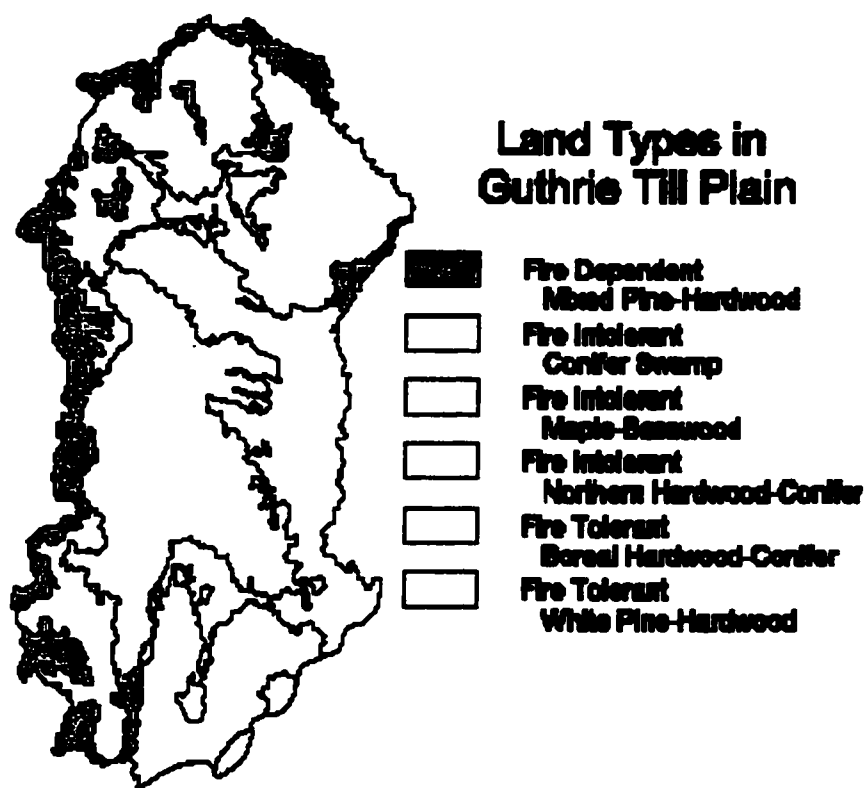 Land Types in
Guthrie Till Plain
Fire Dependent
Mixed Pine-Hardwood
Fire Intolerant
Conifer Swamp
Fire Intolerant
Maple-Basswood
Fire Intolerant
Northern Hardwood-Conifer
Fire Tolerant
Boreal Hardwood-Conifer
Fire Tolerant
White Pine-Hardwood